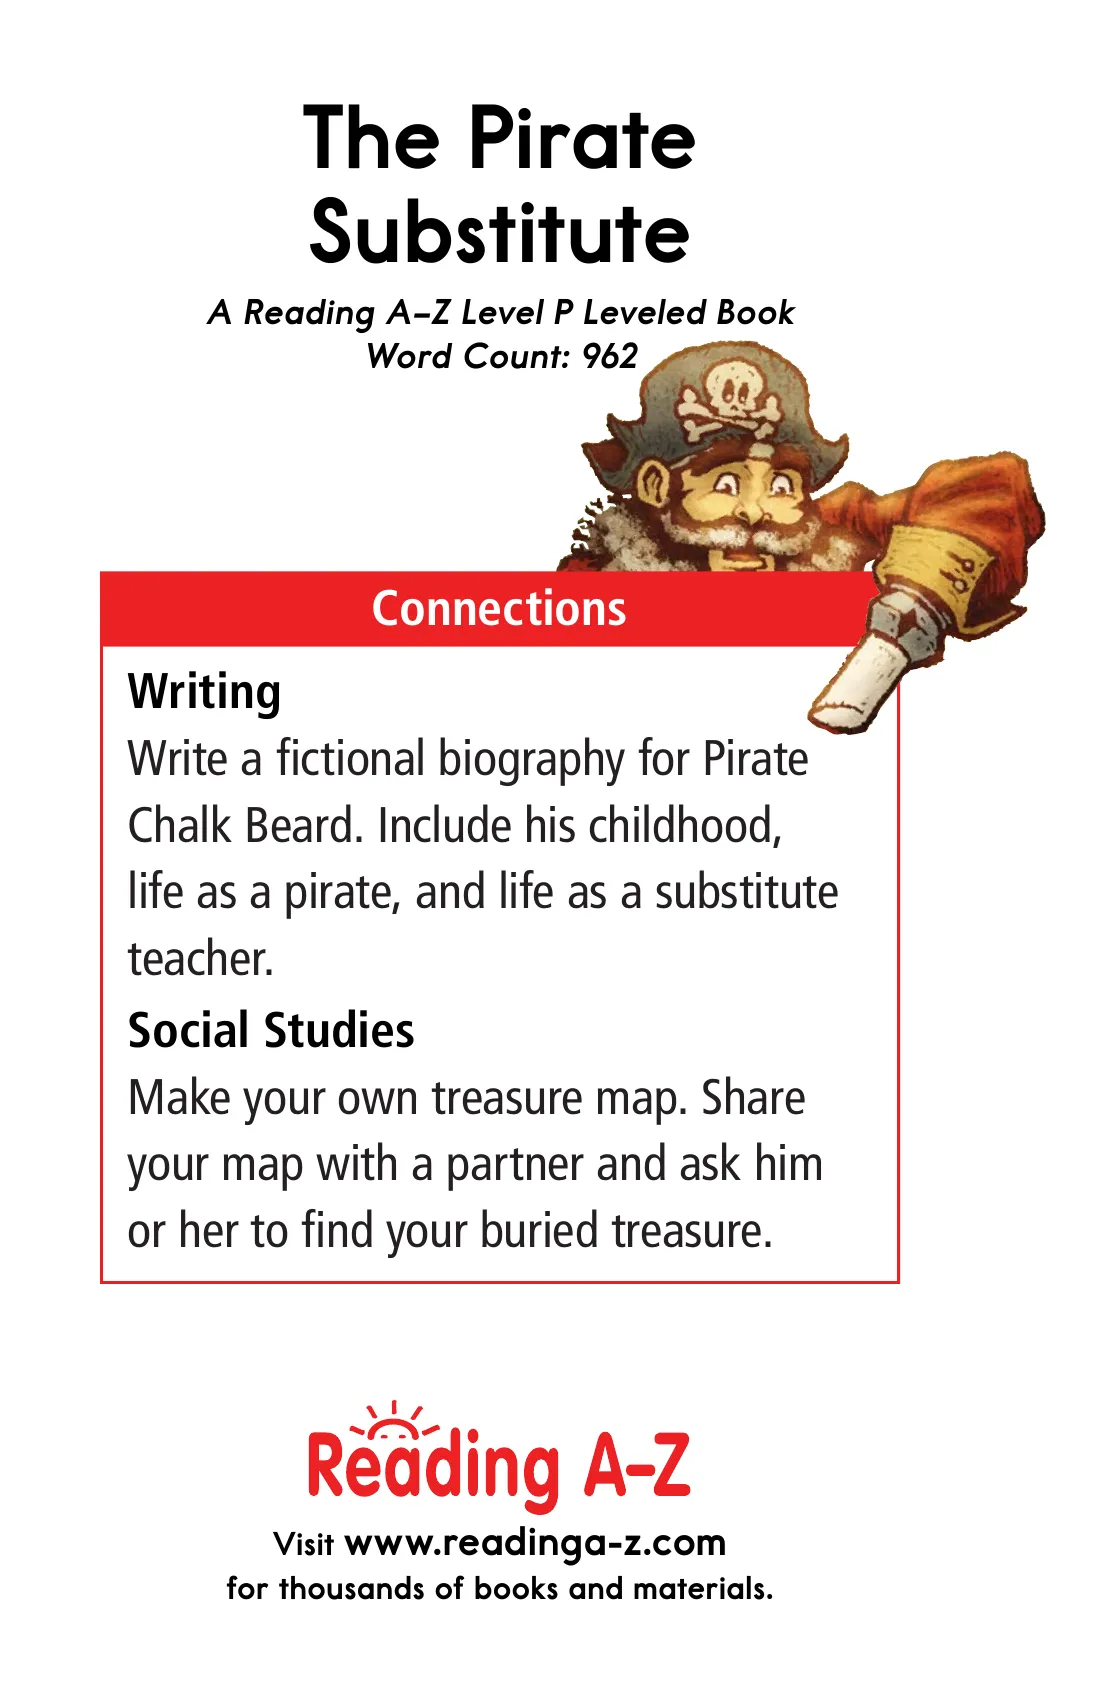 The Pirate
Substitute
A Reading A–Z Level P Leveled Book
Word Count: 962
Connections
Writing
Write a fictional biography for Pirate
Chalk Beard. Include his childhood,
life as a pirate, and life as a substitute
teacher.
Social Studies
Make your own treasure map. Share
your map with a partner and ask him
or her to find your buried treasure.
Reading A–Z
Visit www.readinga-z.com
for thousands of books and materials.